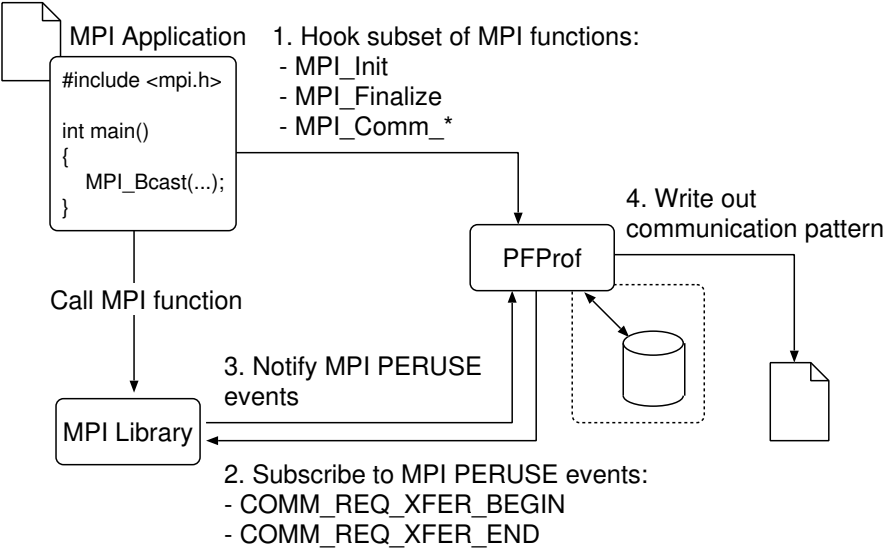 MPI Application
#include <mpi.h>
int main()
{
MPI_Bcast(...);
}
1. Hook subset of MPI functions:
- MPI_Init
- MPI_Finalize
- MPI_Comm_*
4. Write out
communication pattern
PFProf
Call MPI function
3. Notify MPI PERUSE
events
MPI Library
2. Subscribe to MPI PERUSE events:
- COMM_REQ_XFER_BEGIN
- COMM_REQ_XFER_END